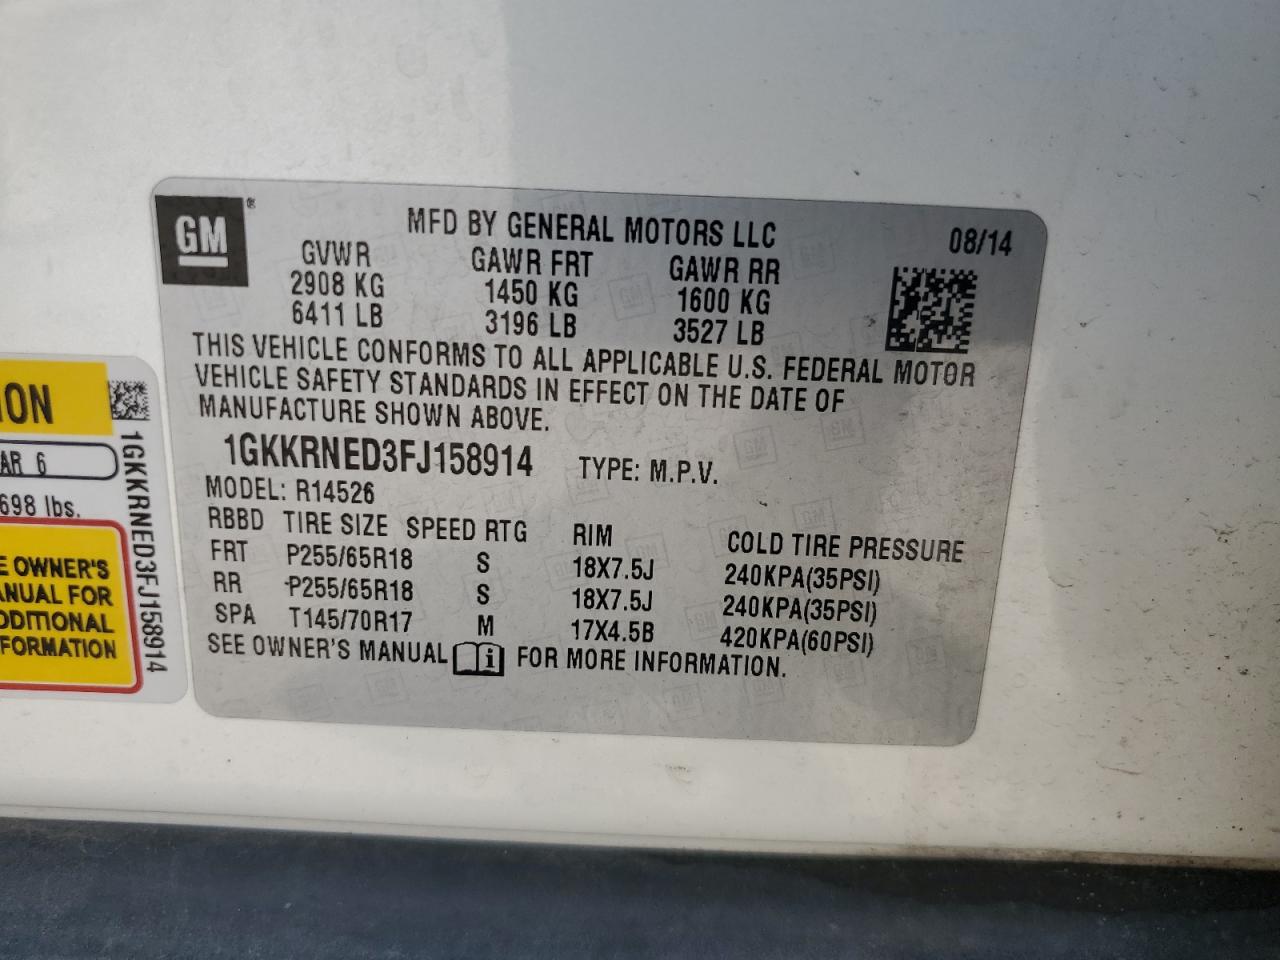 GM®
MFD BY GENERAL MOTORS LLC
08/14
GVWR GAWR FRT GAWR RR
2908 KG 1450 KG 1600 KG
6411 LB 3196 LB 3527 LB
THIS VEHICLE CONFORMS TO ALL APPLICABLE U.S. FEDERAL MOTOR
VEHICLE SAFETY STANDARDS IN EFFECT ON THE DATE OF
MANUFACTURE SHOWN ABOVE.
1GKKRNED3FJ158914 TYPE: M.P.V.
MODEL: R14526
RBBD TIRE SIZE SPEED RTG RIM COLD TIRE PRESSURE
FRT P255/65R18 S 18X7.5J 240KPA(35PSI)
RR P255/65R18 S 18X7.5J 240KPA(35PSI)
SPA T145/70R17 M 17X4.5B 420KPA(60PSI)
SEE OWNER'S MANUAL i FOR MORE INFORMATION.
ION
AR 6
698 lbs.
E OWNER'S
ANUAL FOR
DDITIONAL
FORMATION
1GKKRNED3FJ158914